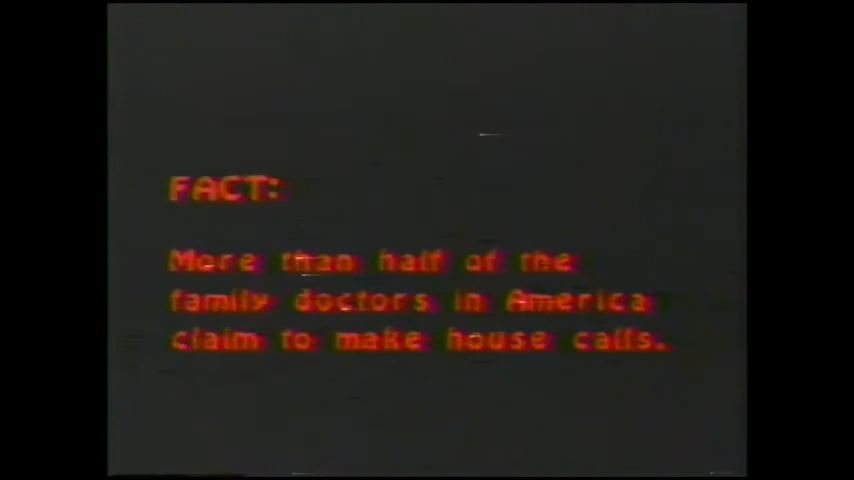 FACT:
More than half of the
family doctors in America
claim to make house calls.